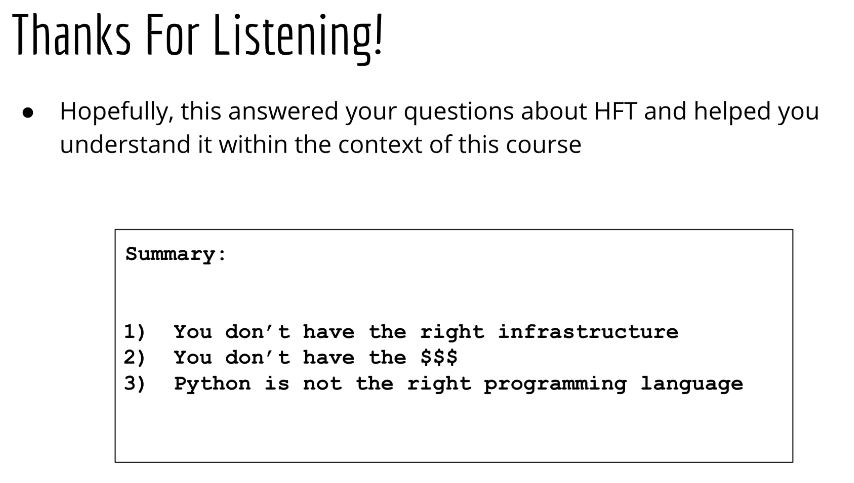 Thanks For Listening!
● Hopefully, this answered your questions about HFT and helped you
understand it within the context of this course
Summary:
1) You don’t have the right infrastructure
2) You don’t have the $$$
3) Python is not the right programming language